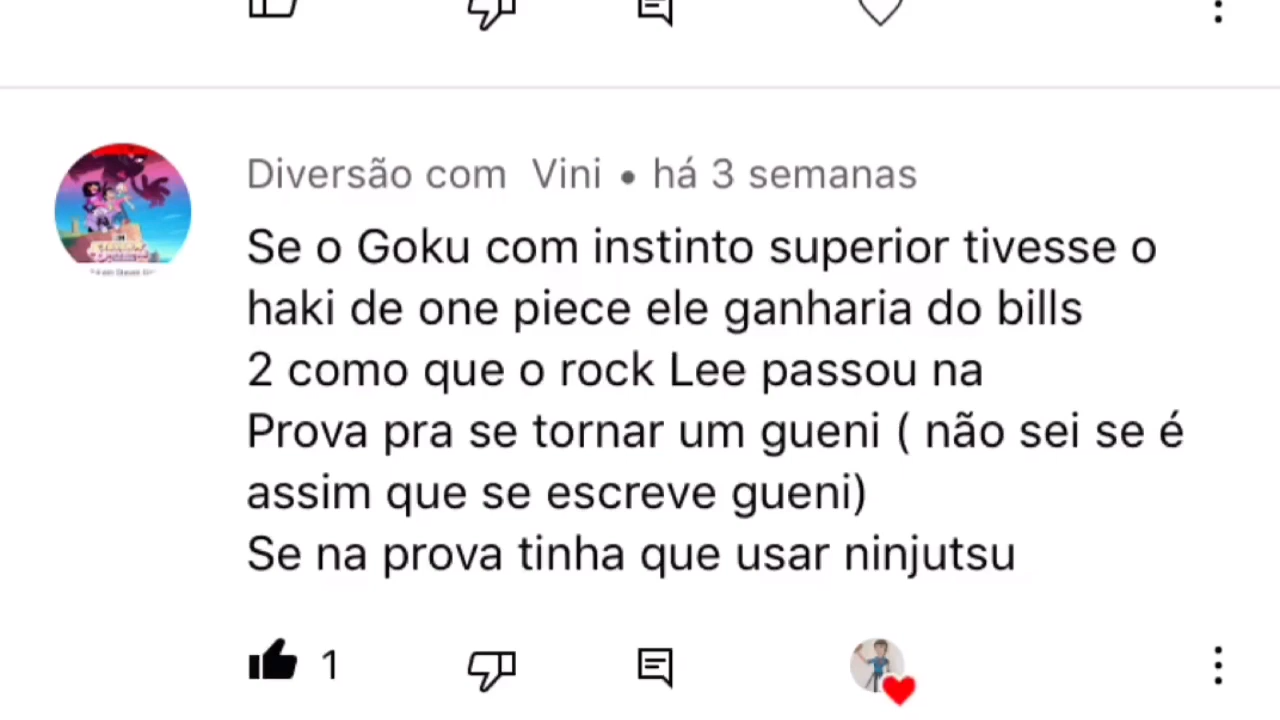 Diversão com Vini • há 3 semanas
Se o Goku com instinto superior tivesse o
haki de one piece ele ganharia do bills
2 como que o rock Lee passou na
Prova pra se tornar um gueni ( não sei se é
assim que se escreve gueni)
Se na prova tinha que usar ninjutsu
1